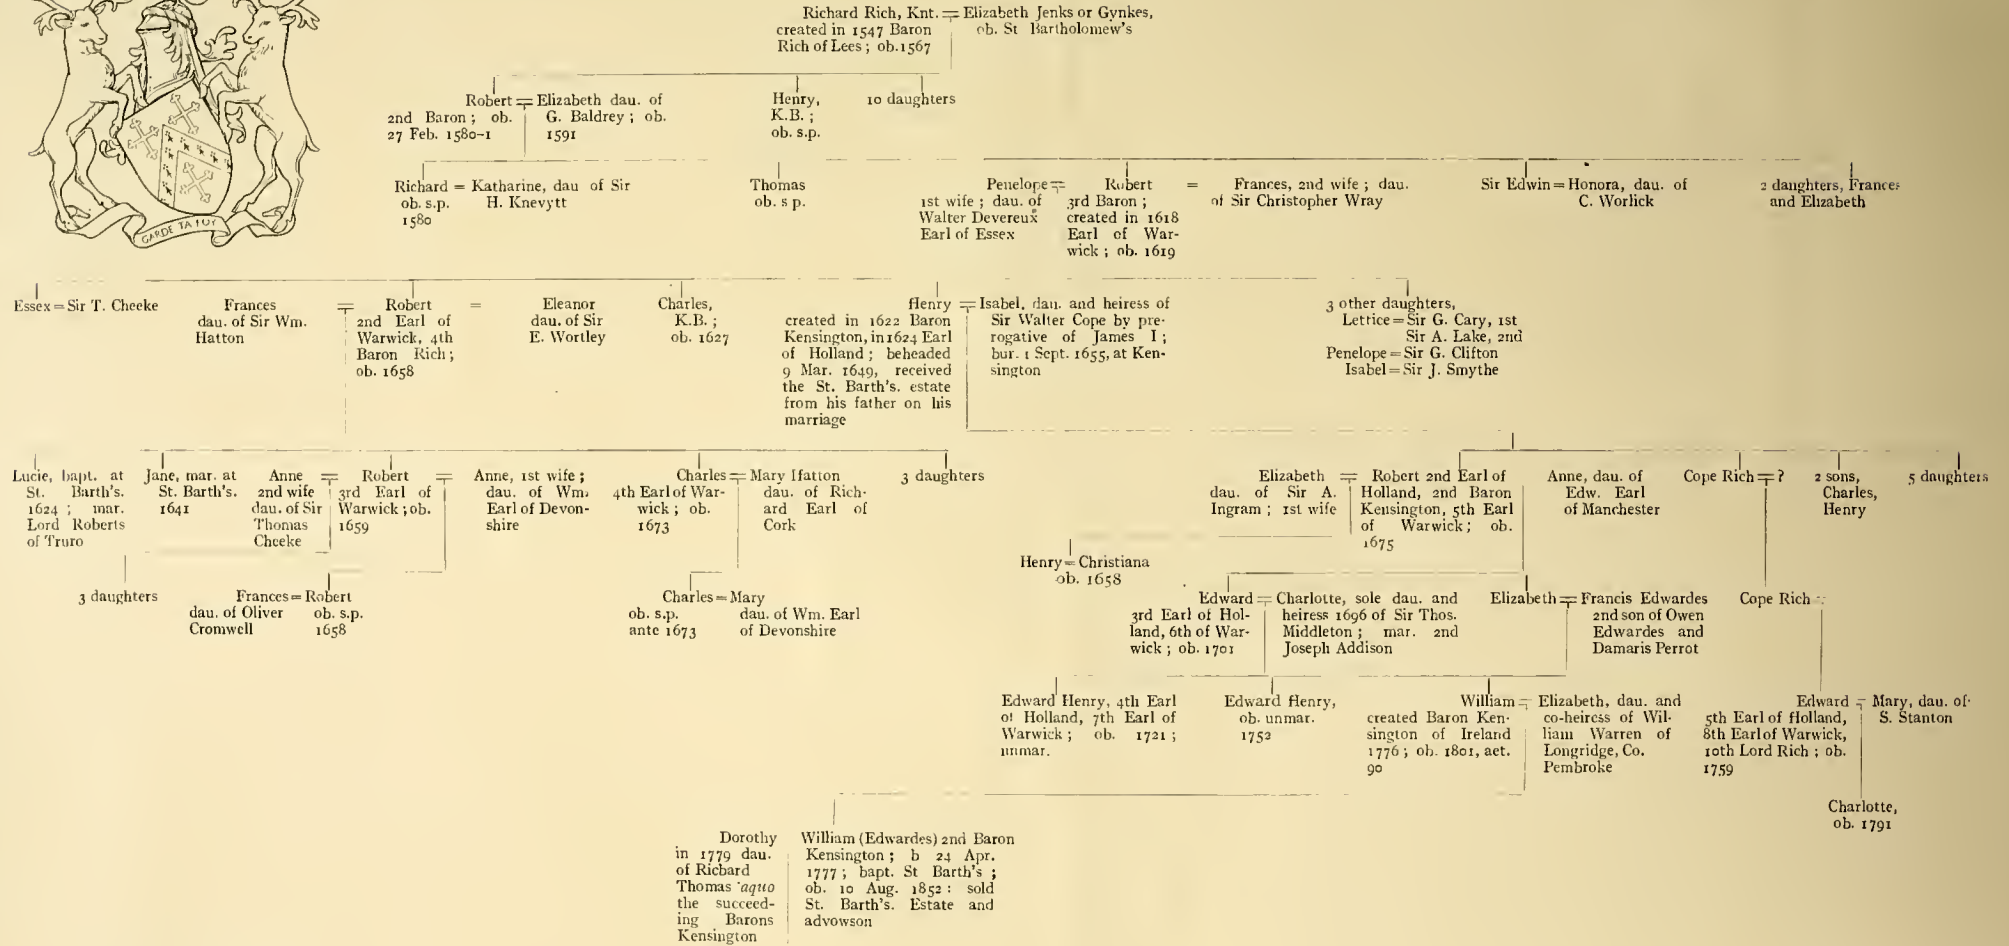 Richard Rich, Knt. = Elizabeth Jenks or Gynkes,
created in 1547 Baron ob. St Bartholomew's
Rich of Lees ; ob. 1567
Robert = Elizabeth dau. of
2nd Baron ; ob. G. Baldrey ; ob.
27 Feb. 1580-1 1591
Henry,
K.B. ;
ob. s.p.
10 daughters
Richard = Katharine, dau of Sir
ob. s.p. H. Knevytt
1580
Thomas
ob. s p.
Penelope =
1st wife ; dau. of
Walter Devereux
Earl of Essex
Robert =
3rd Baron ;
created in 1618
Earl of War-
wick ; ob. 1619
Frances, 2nd wife ; dau.
of Sir Christopher Wray
Sir Edwin = Honora, dau. of
C. Worlick
2 daughters, Frances
and Elizabeth
GARDE TA FOY
Essex = Sir T. Cheeke
Frances =
dau. of Sir Wm.
Hatton
Robert =
2nd Earl of
Warwick, 4th
Baron Rich ;
ob. 1658
Eleanor
dau. of Sir
E. Wortley
Charles,
K.B. ;
ob. 1627
Henry =
created in 1622 Baron
Kensington, in 1624 Earl
of Holland ; beheaded
9 Mar. 1649, received
the St. Barth's. estate
from his father on his
marriage
Isabel, dau. and heiress of
Sir Walter Cope by pre-
rogative of James I ;
bur. 1 Sept. 1655, at Ken-
sington
3 other daughters,
Lettice = Sir G. Cary, 1st
Sir A. Lake, 2nd
Penelope = Sir G. Clifton
Isabel = Sir J. Smythe
Lucie, bapt. at
St. Barth's.
1624 ; mar.
Lord Roberts
of Truro
Jane, mar. at
St. Barth's.
1641
Anne =
2nd wife
dau. of Sir
Thomas
Cheeke
Robert =
3rd Earl of
Warwick ; ob.
1659
Anne, 1st wife ;
dau. of Wm.
Earl of Devon-
shire
Charles =
4th Earl of War-
wick ; ob.
1673
Mary Hatton
dau. of Rich-
ard Earl of
Cork
3 daughters
Elizabeth =
dau. of Sir A.
Ingram ; 1st wife
Robert 2nd Earl of
Holland, 2nd Baron
Kensington, 5th Earl
of Warwick ; ob.
1675
Anne, dau. of
Edw. Earl
of Manchester
Cope Rich = ?
2 sons,
Charles,
Henry
5 daughters
Henry = Christiana
ob. 1658
3 daughters
Frances = Robert
dau. of Oliver ob. s.p.
Cromwell 1658
Charles = Mary
ob. s.p. dau. of Wm. Earl
ante 1673 of Devonshire
Edward =
3rd Earl of Hol-
land, 6th of War-
wick ; ob. 1701
Charlotte, sole dau. and
heiress 1696 of Sir Thos.
Middleton ; mar. 2nd
Joseph Addison
Elizabeth = Francis Edwardes
2nd son of Owen
Edwardes and
Damaris Perrot
Cope Rich =
Edward Henry, 4th Earl
of Holland, 7th Earl of
Warwick ; ob. 1721 ;
unmar.
Edward Henry,
ob. unmar.
1752
William =
created Baron Ken-
sington of Ireland
1776 ; ob. 1801, aet.
90
Elizabeth, dau. and
co-heiress of Wil-
liam Warren of
Longridge, Co.
Pembroke
Edward =
5th Earl of Holland,
8th Earl of Warwick,
10th Lord Rich ; ob.
1759
Mary, dau. of
S. Stanton
Charlotte,
ob. 1791
Dorothy
in 1779 dau.
of Richard
Thomas 'aquo
the succeed-
ing Barons
Kensington
William (Edwardes) 2nd Baron
Kensington ; b 24 Apr.
1777 ; bapt. St Barth's ;
ob. 10 Aug. 1852 : sold
St. Barth's. Estate and
advowson